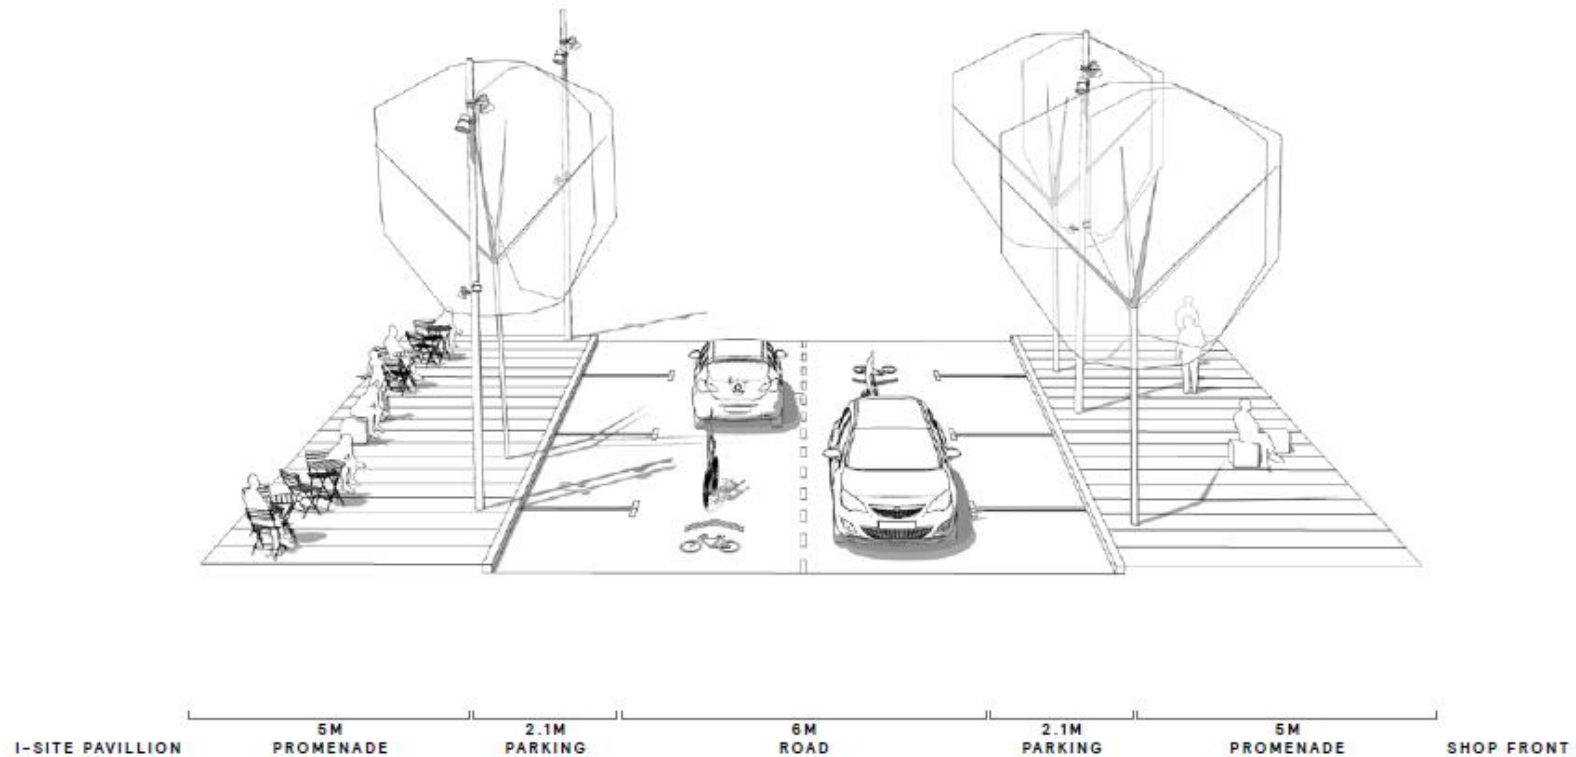 5M
2.1M
6M
2.1M
5M
I-SITE PAVILLION
PROMENADE
PARKING
ROAD
PARKING
PROMENADE
SHOP FRONT